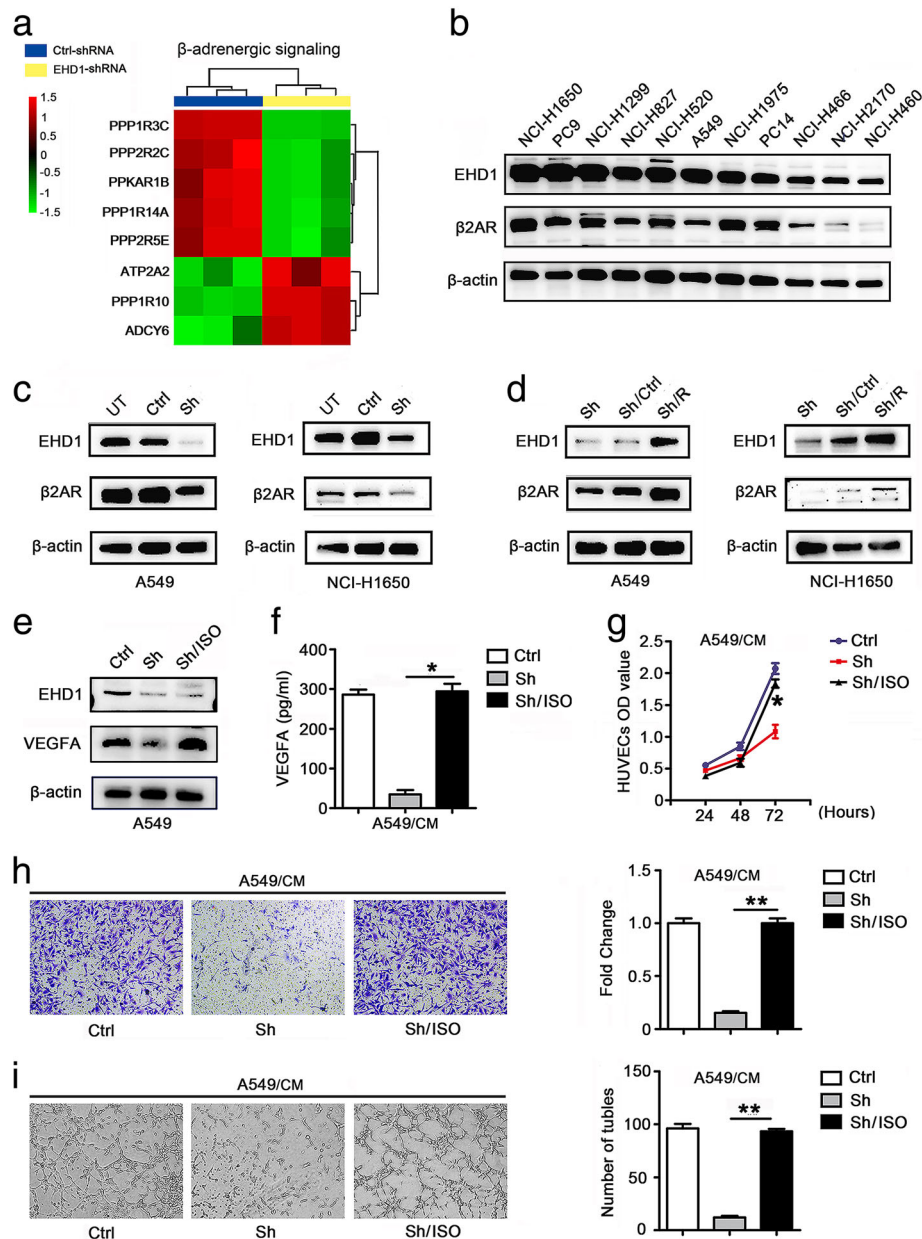 a
Ctrl-shRNA
EHD1-shRNA
β-adrenergic signaling
1.5
1
0.5
0
-0.5
-1
-1.5
PPP1R3C
PPP2R2C
PPKAR1B
PPP1R14A
PPP2R5E
ATP2A2
PPP1R10
ADCY6
b
NCI-H1650
PC9
NCI-H1299
NCI-H827
NCI-H520
A549
NCI-H1975
PC14
NCI-H466
NCI-H2170
NCI-H460
EHD1
β2AR
β-actin
c
UT Ctrl Sh
EHD1
β2AR
β-actin
A549
UT Ctrl Sh
EHD1
β2AR
β-actin
NCI-H1650
d
Sh Sh/Ctrl Sh/R
EHD1
β2AR
β-actin
A549
Sh Sh/Ctrl Sh/R
EHD1
β2AR
β-actin
NCI-H1650
e
Ctrl Sh Sh/ISO
EHD1
VEGFA
β-actin
A549
f
VEGFA (pg/ml)
400
300
200
100
0
*
A549/CM
Ctrl
Sh
Sh/ISO
g
A549/CM
HUVECs OD value
2.5
2.0
1.5
1.0
0.5
0
*
24 48 72 (Hours)
Ctrl
Sh
Sh/ISO
h
A549/CM
Ctrl Sh Sh/ISO
A549/CM
Fold Change
1.5
1.0
0.5
0
**
Ctrl
Sh
Sh/ISO
i
A549/CM
Ctrl Sh Sh/ISO
A549/CM
Number of tubles
150
100
50
0
**
Ctrl
Sh
Sh/ISO